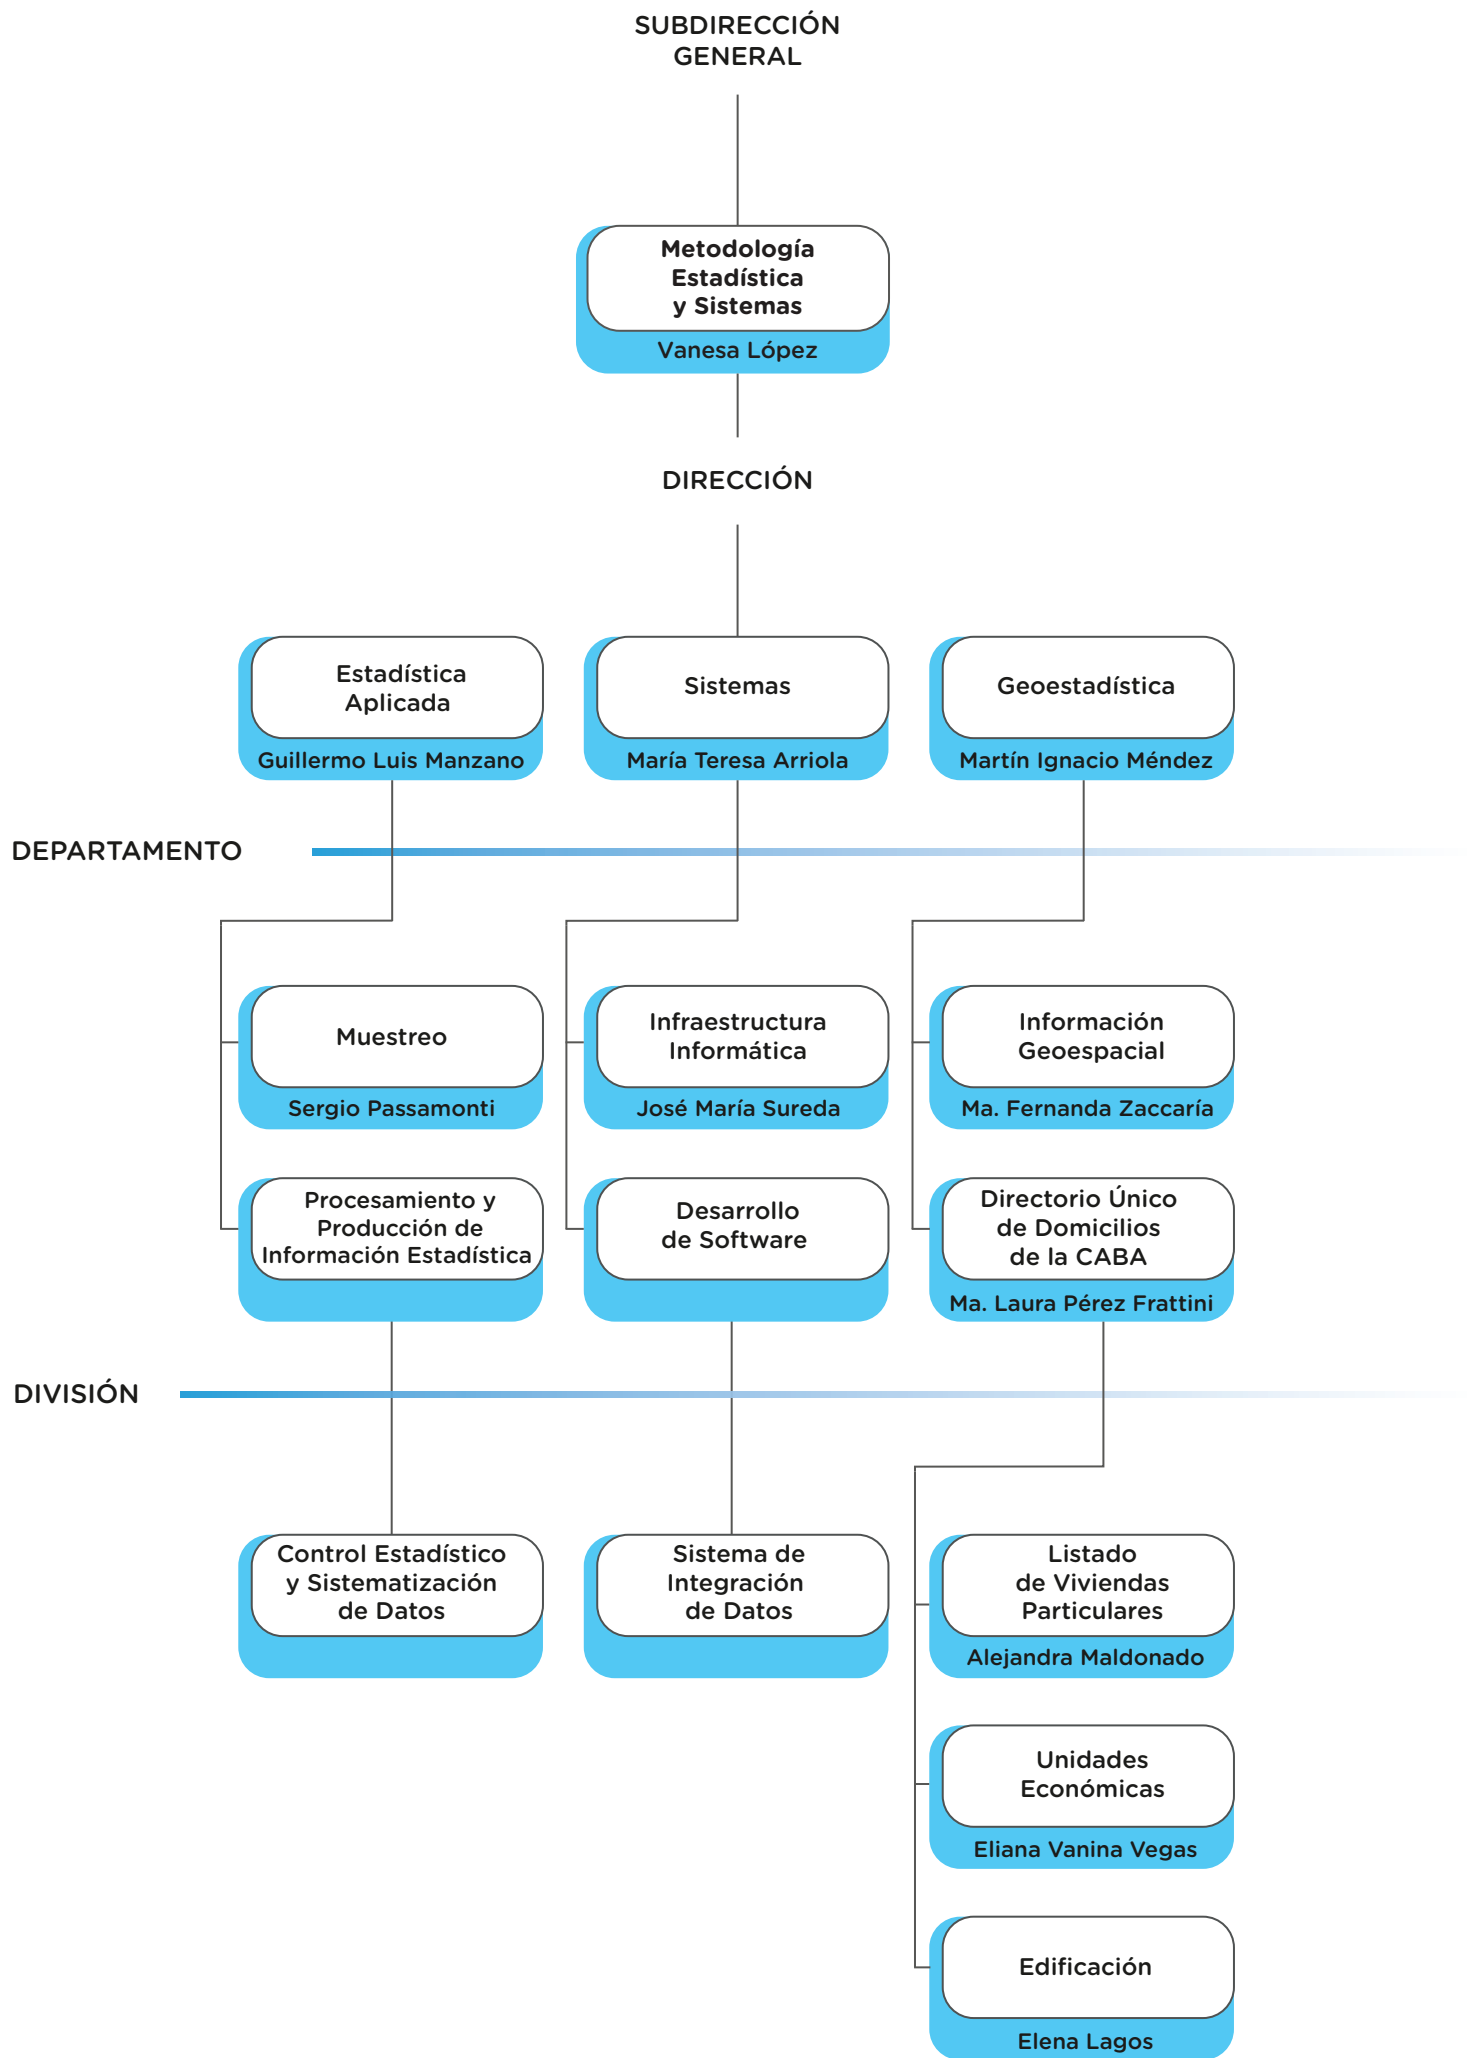 SUBDIRECCIÓN
GENERAL
Metodología
Estadística
y Sistemas
Vanesa López
DIRECCIÓN
Estadística
Aplicada
Guillermo Luis Manzano
Sistemas
María Teresa Arriola
Geoestadística
Martín Ignacio Méndez
DEPARTAMENTO
Muestreo
Sergio Passamonti
Infraestructura
Informática
José María Sureda
Información
Geoespacial
Ma. Fernanda Zaccaría
Procesamiento y
Producción de
Información Estadística
Desarrollo
de Software
Directorio Único
de Domicilios
de la CABA
Ma. Laura Pérez Frattini
DIVISIÓN
Control Estadístico
y Sistematización
de Datos
Sistema de
Integración
de Datos
Listado
de Viviendas
Particulares
Alejandra Maldonado
Unidades
Económicas
Eliana Vanina Vegas
Edificación
Elena Lagos